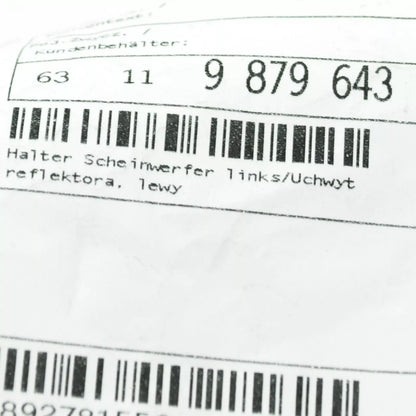 Kundenbehälter:
63 11 9 879 643
Halter Scheinwerfer links/Uchwyt
reflektora, lewy